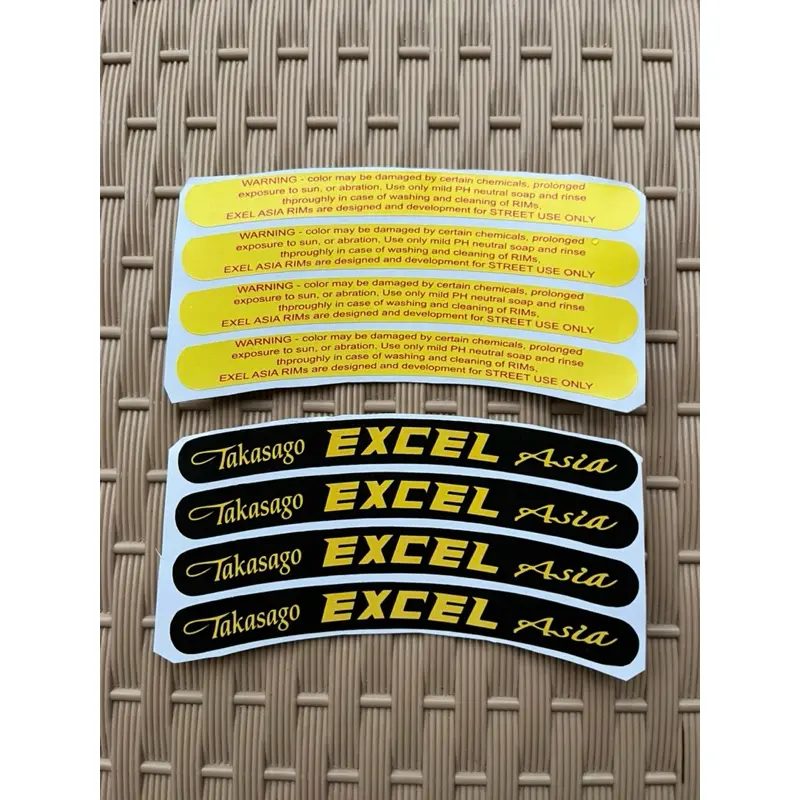 WARNING - color may be damaged by certain chemicals, prolonged
exposure to sun, or abration, Use only mild PH neutral soap and rinse
thproughly in case of washing and cleaning of RIMs,
EXEL ASIA RIMs are designed and development for STREET USE ONLY
WARNING - color may be damaged by certain chemicals, prolonged
exposure to sun, or abration, Use only mild PH neutral soap and rinse
thproughly in case of washing and cleaning of RIMs,
EXEL ASIA RIMs are designed and development for STREET USE ONLY
WARNING - color may be damaged by certain chemicals, prolonged
exposure to sun, or abration, Use only mild PH neutral soap and rinse
thproughly in case of washing and cleaning of RIMs,
EXEL ASIA RIMs are designed and development for STREET USE ONLY
WARNING - color may be damaged by certain chemicals, prolonged
exposure to sun, or abration, Use only mild PH neutral soap and rinse
thproughly in case of washing and cleaning of RIMs,
EXEL ASIA RIMs are designed and development for STREET USE ONLY
Takasago EXCEL Asia
Takasago EXCEL Asia
Takasago EXCEL Asia
Takasago EXCEL Asia